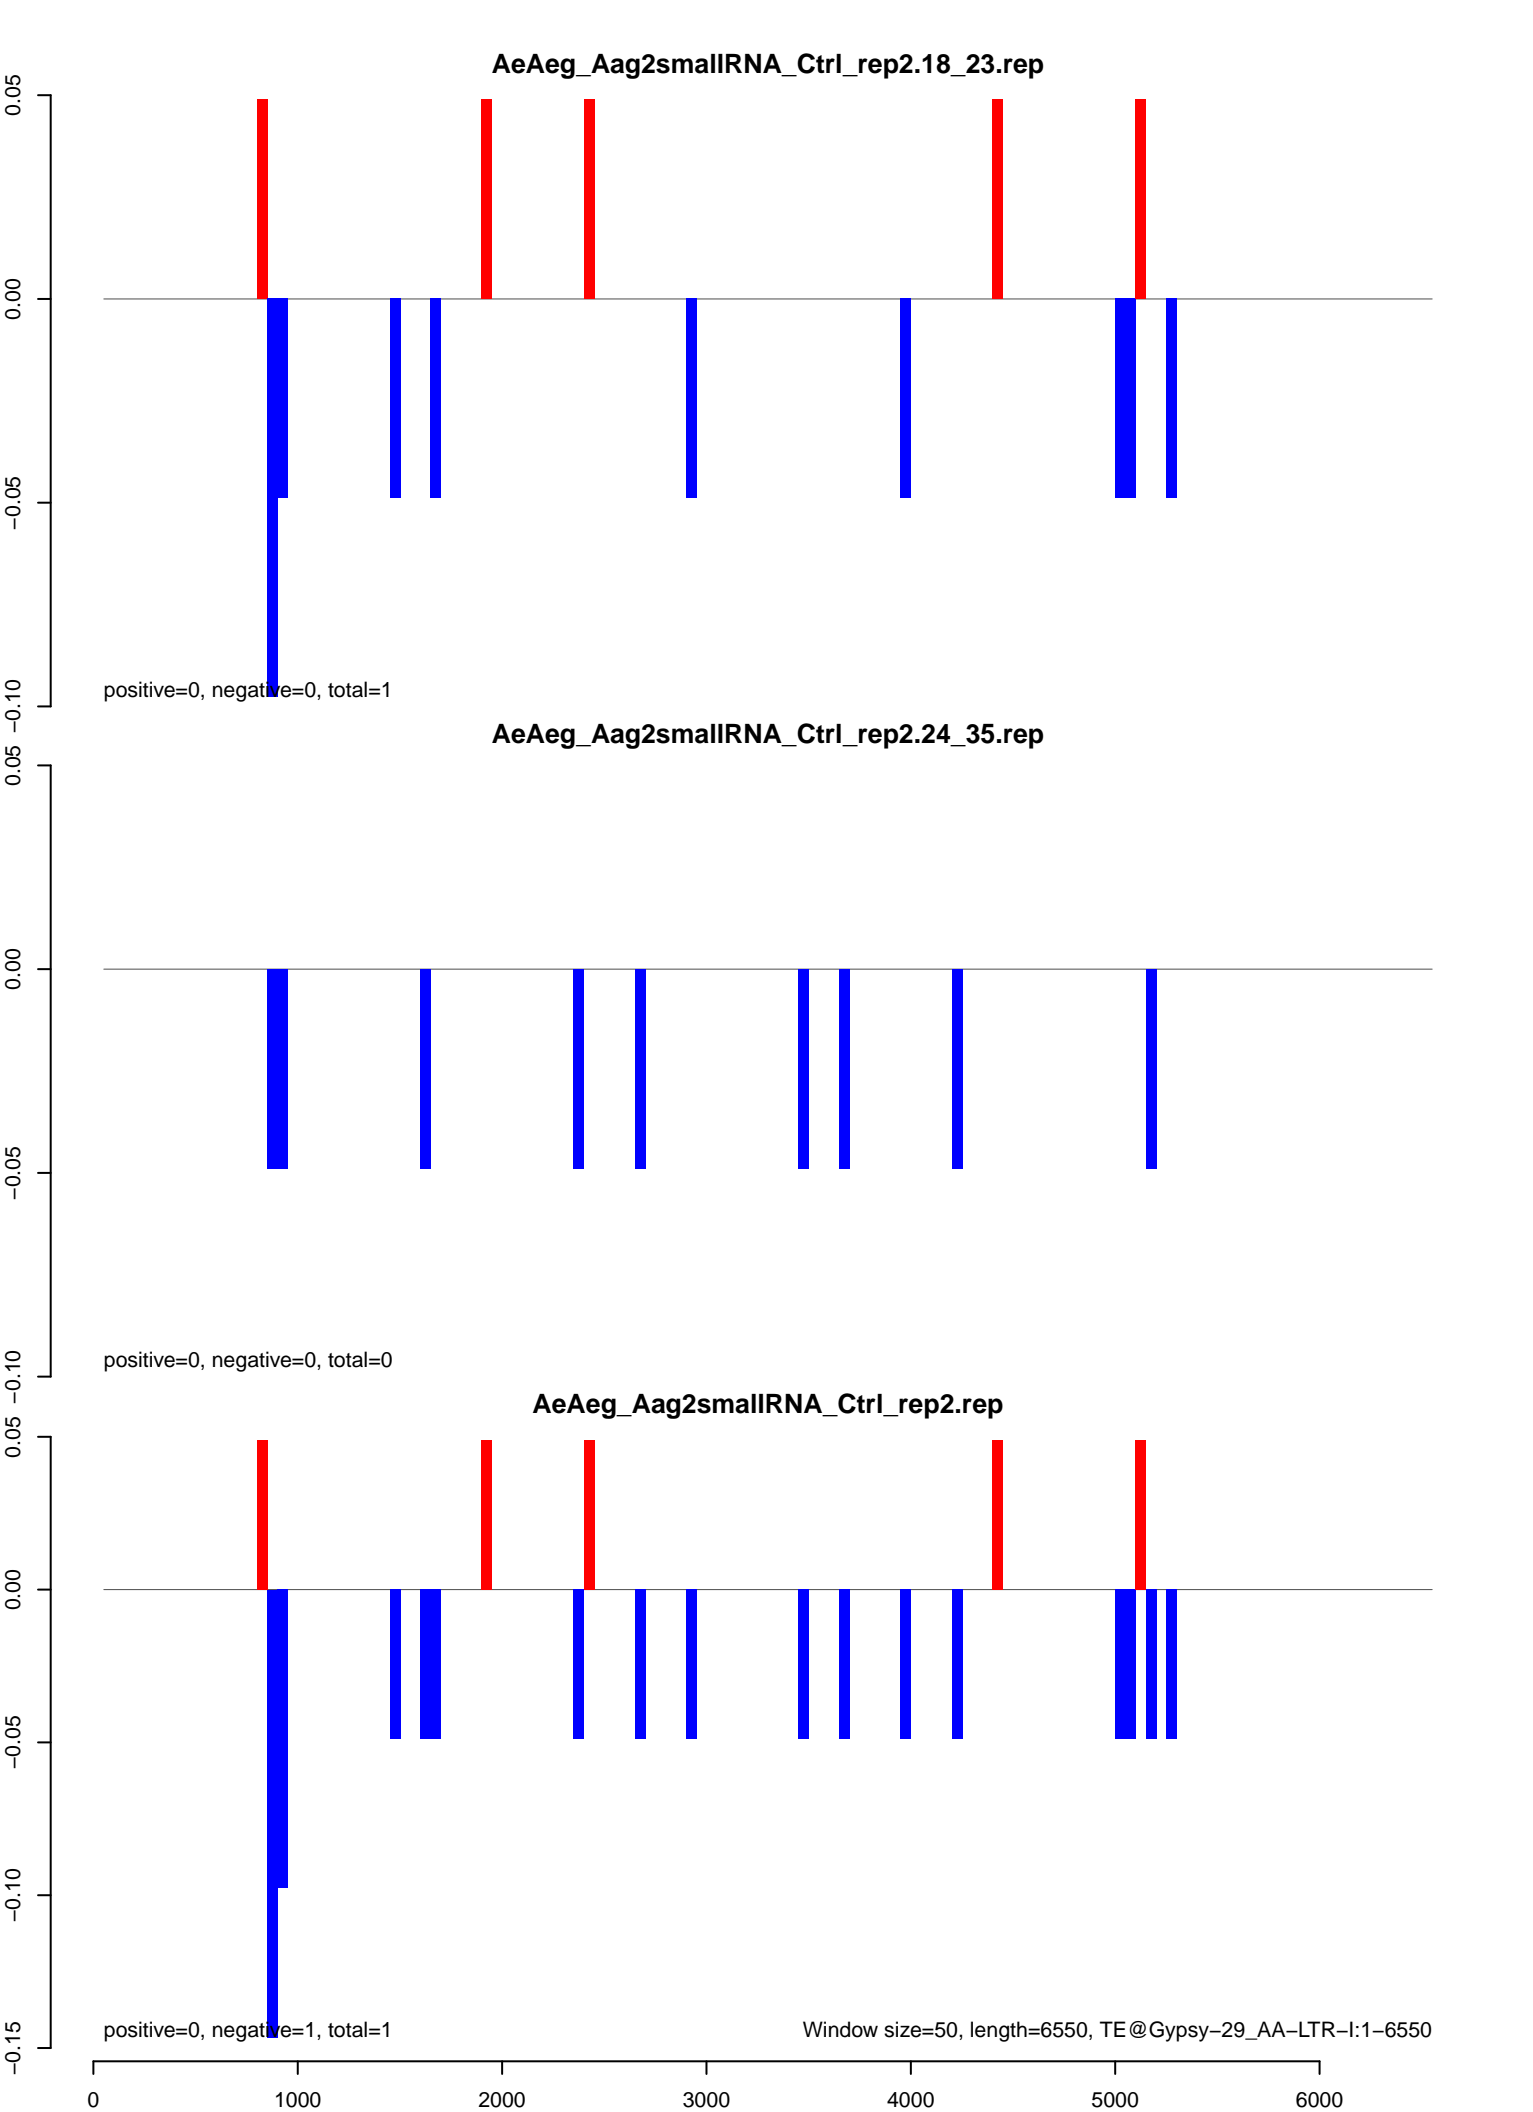 AeAeg_Aag2smallRNA_Ctrl_rep2.18_23.rep
0.05
0.00
−0.05
−0.10
positive=0, negative=0, total=1
AeAeg_Aag2smallRNA_Ctrl_rep2.24_35.rep
0.05
0.00
−0.05
−0.10
positive=0, negative=0, total=0
AeAeg_Aag2smallRNA_Ctrl_rep2.rep
0.05
0.00
−0.05
−0.10
−0.15
positive=0, negative=1, total=1
Window size=50, length=6550, TE@Gypsy−29_AA−LTR−I:1−6550
0 1000 2000 3000 4000 5000 6000